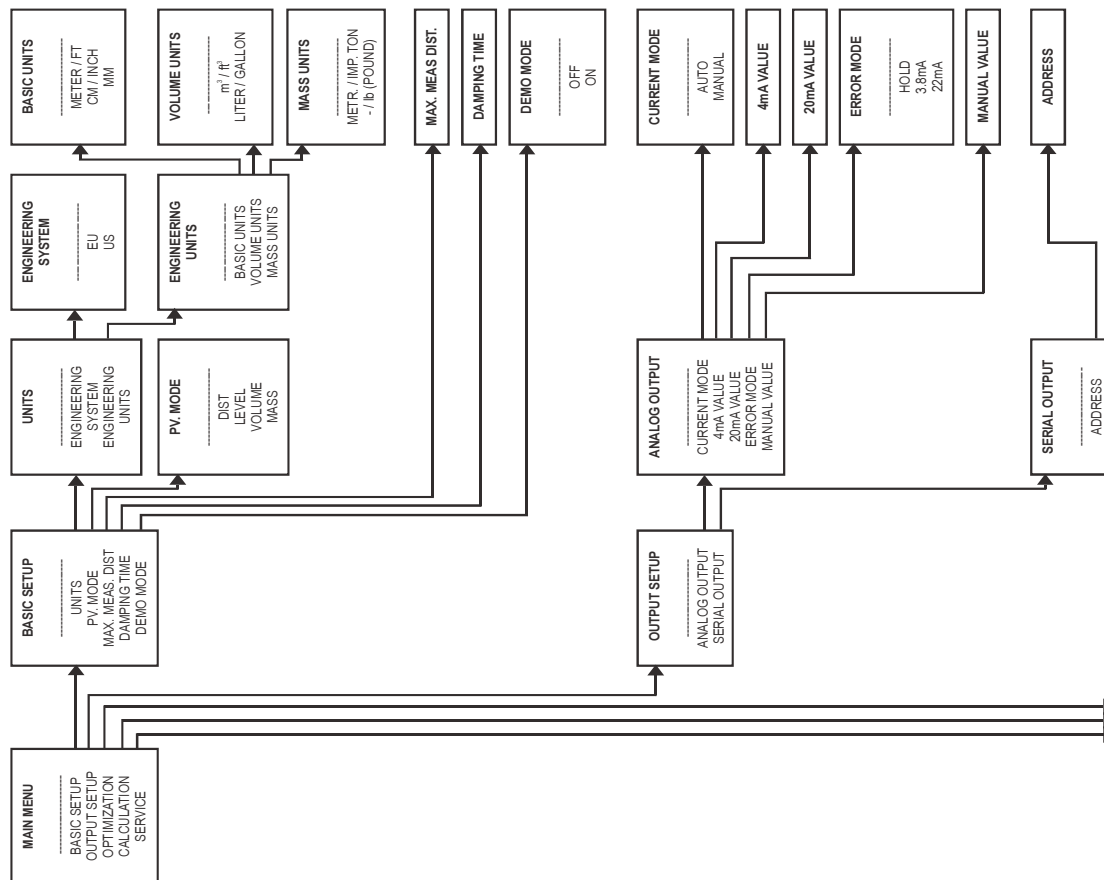 MAIN MENU
BASIC SETUP
OUTPUT SETUP
OPTIMIZATION
CALCULATION
SERVICE
BASIC SETUP
UNITS
PV. MODE
MAX. MEAS. DIST
DAMPING TIME
DEMO MODE
UNITS
ENGINEERING
SYSTEM
ENGINEERING
UNITS
ENGINEERING
SYSTEM
EU
US
BASIC UNITS
METER / FT
CM / INCH
MM
PV. MODE
DIST
LEVEL
VOLUME
MASS
ENGINEERING
UNITS
BASIC UNITS
VOLUME UNITS
MASS UNITS
VOLUME UNITS
m³ / ft³
LITER / GALLON
MASS UNITS
METR. / IMP. TON
- / lb (POUND)
MAX. MEAS DIST.
DAMPING TIME
DEMO MODE
OFF
ON
OUTPUT SETUP
ANALOG OUTPUT
SERIAL OUTPUT
ANALOG OUTPUT
CURRENT MODE
4mA VALUE
20mA VALUE
ERROR MODE
MANUAL VALUE
CURRENT MODE
AUTO
MANUAL
4mA VALUE
20mA VALUE
ERROR MODE
HOLD
3.8mA
22mA
MANUAL VALUE
SERIAL OUTPUT
ADDRESS
ADDRESS